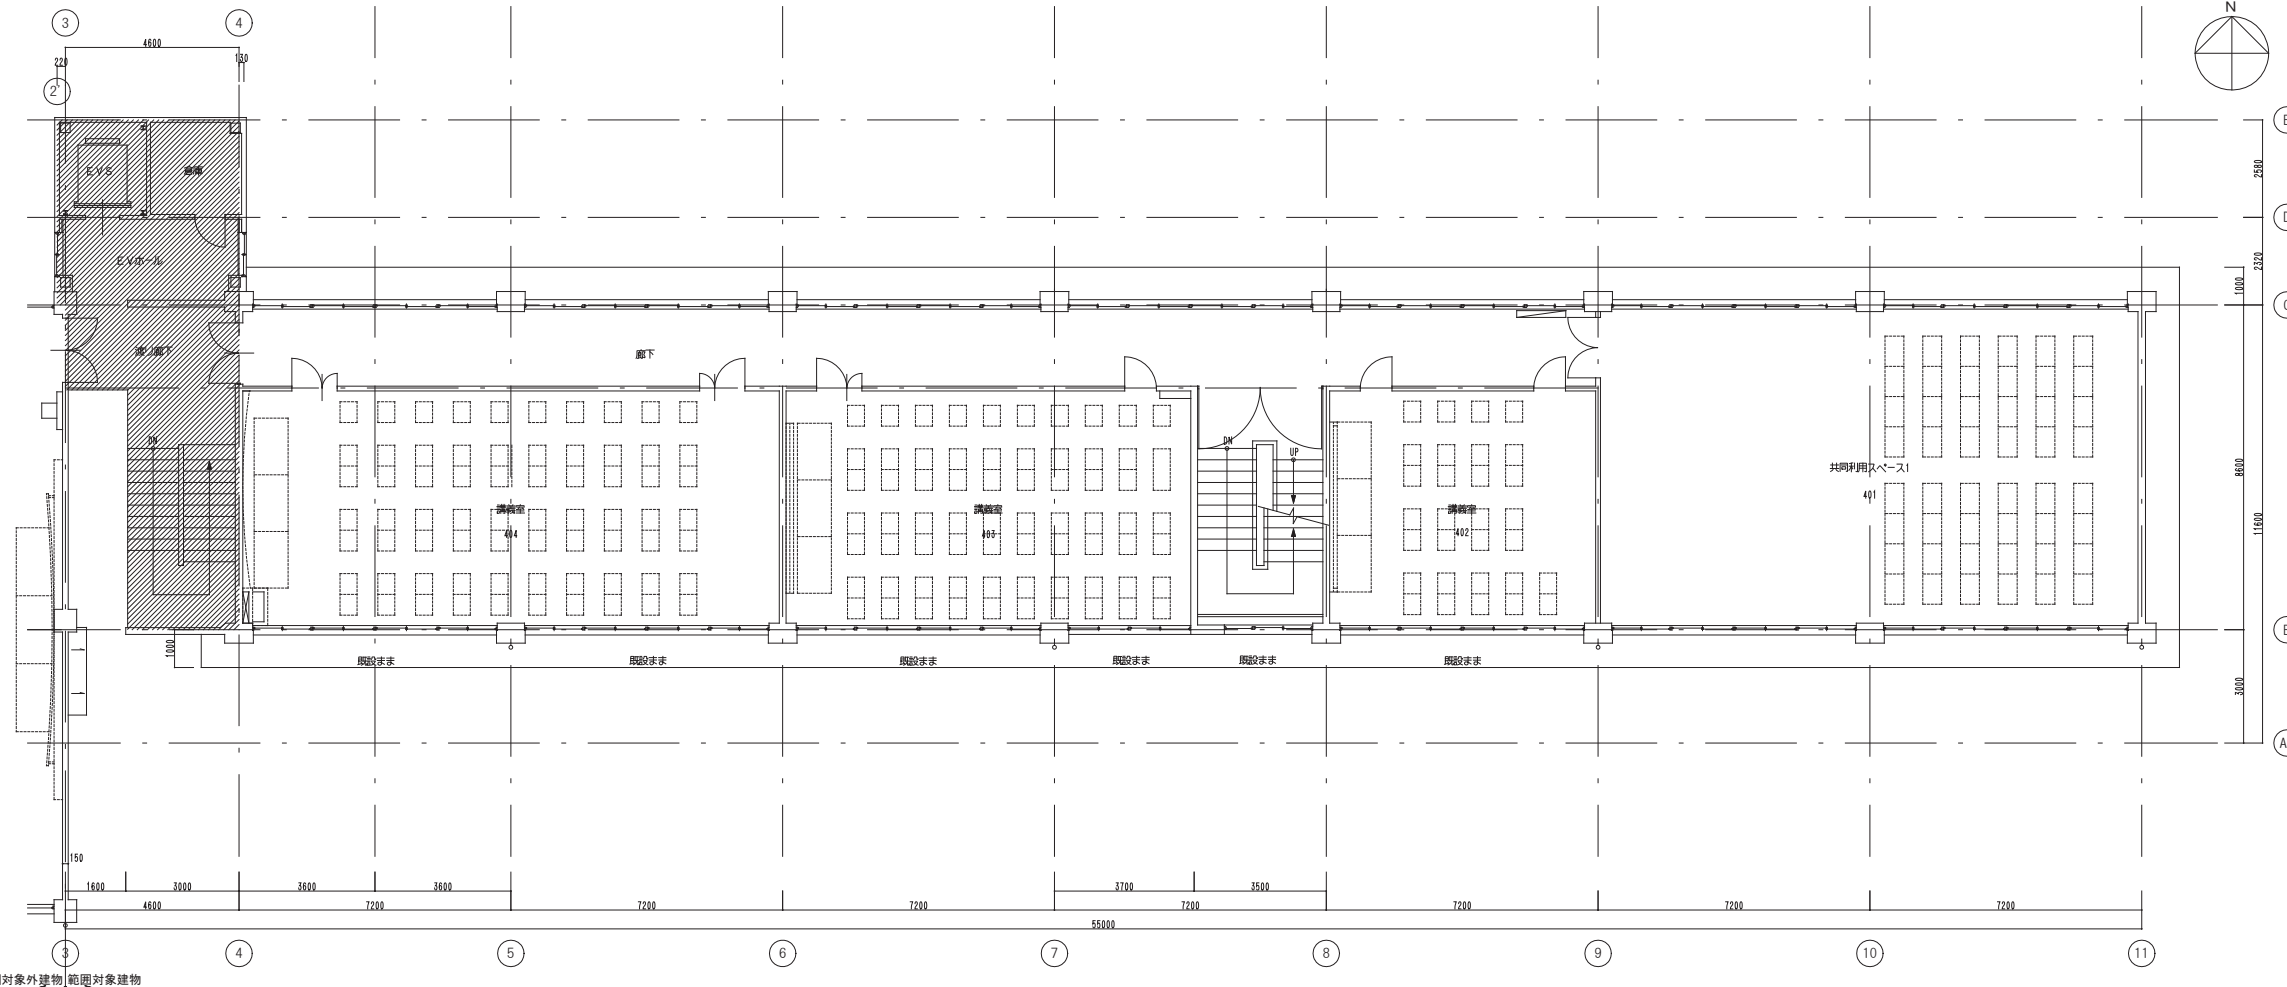 3
4
N
4600
220
130
2'
E
2580
EVS
倉庫
D
EVホール
2320
1000
C
渡り廊下
廊下
DN
DN
UP
共同利用スペース1
401
8600
講義室
404
講義室
403
講義室
402
11600
1000
既設まま
既設まま
既設まま
既設まま
既設まま
既設まま
3000
A
150
1600
3000
3600
3600
3700
3500
4600
7200
7200
7200
7200
7200
7200
7200
55000
3
4
5
6
7
8
9
10
11
対象外建物 範囲対象建物